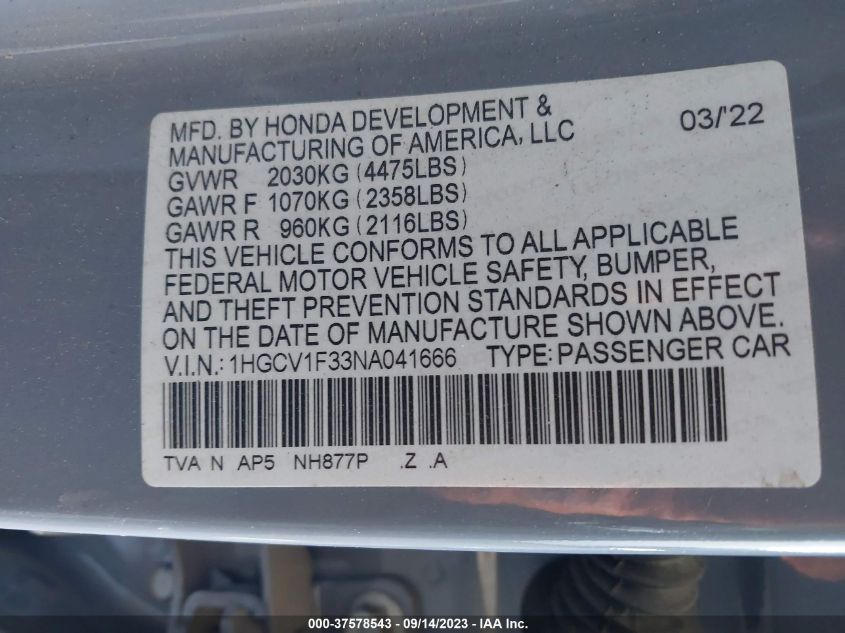 MFD. BY HONDA DEVELOPMENT & 03/'22
MANUFACTURING OF AMERICA, LLC
GVWR 2030KG (4475LBS)
GAWR F 1070KG (2358LBS)
GAWR R 960KG (2116LBS)
THIS VEHICLE CONFORMS TO ALL APPLICABLE
FEDERAL MOTOR VEHICLE SAFETY, BUMPER,
AND THEFT PREVENTION STANDARDS IN EFFECT
ON THE DATE OF MANUFACTURE SHOWN ABOVE.
V.I.N.: 1HGCV1F33NA041666 TYPE: PASSENGER CAR
TVA N AP5 NH877P .Z .A
000-37578543 - 09/14/2023 - IAAI.com